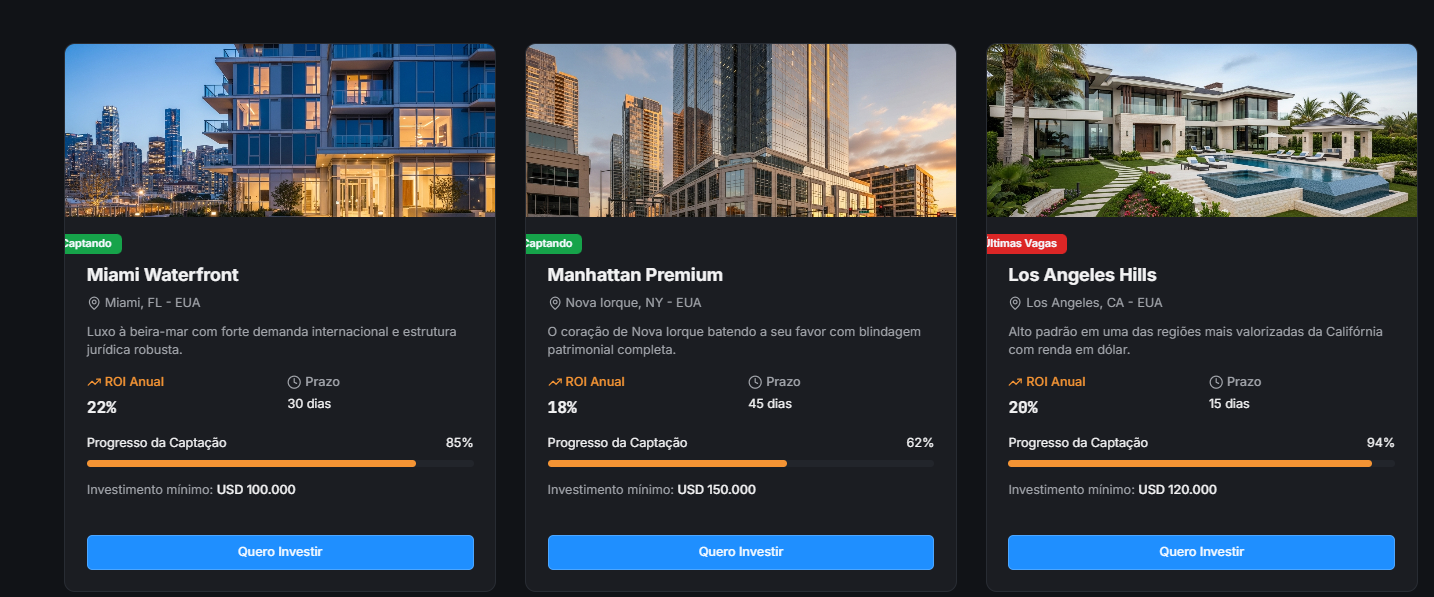 Captando
Miami Waterfront
Miami, FL - EUA
Luxo à beira-mar com forte demanda internacional e estrutura
jurídica robusta.
ROI Anual
Prazo
22%
30 dias
Progresso da Captação
85%
Investimento mínimo: USD 100.000
Quero Investir
Captando
Manhattan Premium
Nova Iorque, NY - EUA
O coração de Nova Iorque batendo a seu favor com blindagem
patrimonial completa.
ROI Anual
Prazo
18%
45 dias
Progresso da Captação
62%
Investimento mínimo: USD 150.000
Quero Investir
Últimas Vagas
Los Angeles Hills
Los Angeles, CA - EUA
Alto padrão em uma das regiões mais valorizadas da Califórnia
com renda em dólar.
ROI Anual
Prazo
20%
15 dias
Progresso da Captação
94%
Investimento mínimo: USD 120.000
Quero Investir